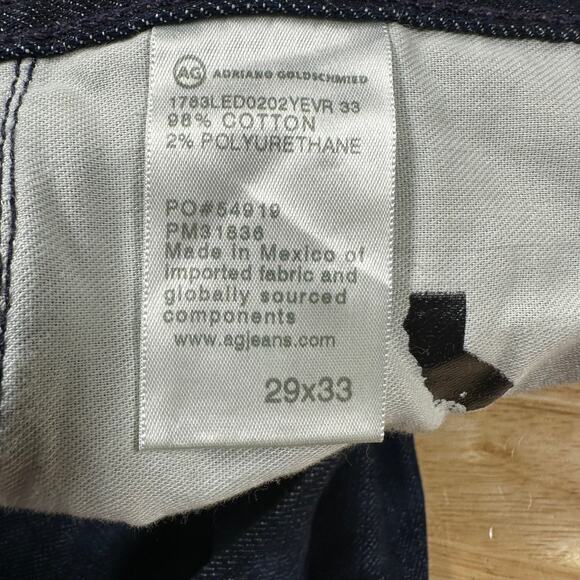 AG ADRIANO GOLDSCHMIED
1783LED0202YEVR 33
98% COTTON
2% POLYURETHANE
PO#54919
PM31836
Made in Mexico of
imported fabric and
globally sourced
components
www.agjeans.com
29x33